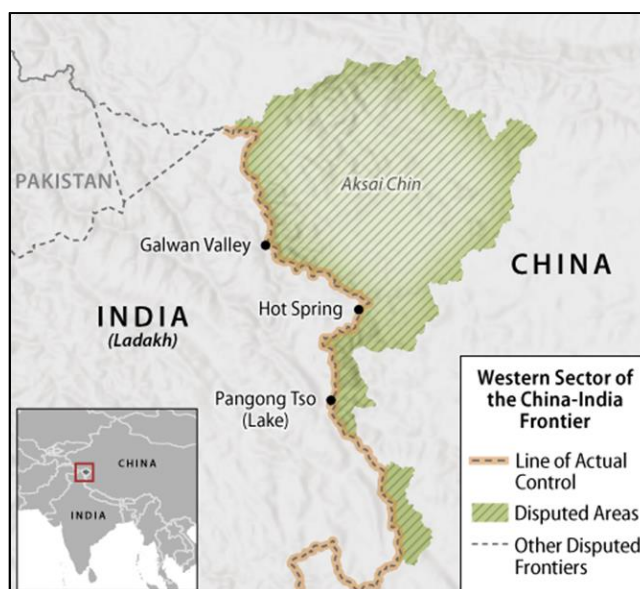 Aksai Chin
PAKISTAN
Galwan Valley
CHINA
Hot Spring
INDIA
(Ladakh)
Pangong Tso
(Lake)
Western Sector of
the China-India
Frontier
Line of Actual
Control
Disputed Areas
Other Disputed
Frontiers
CHINA
INDIA